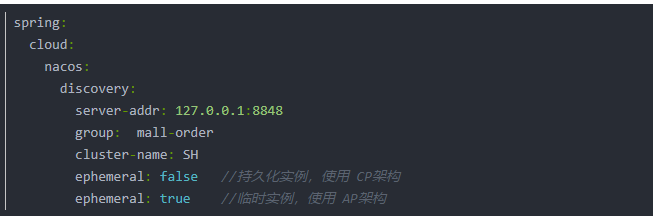 spring:
  cloud:
    nacos:
      discovery:
        server-addr: 127.0.0.1:8848
        group:  mall-order
        cluster-name: SH
        ephemeral: false   //持久化实例，使用 CP架构
        ephemeral: true    //临时实例，使用 AP架构